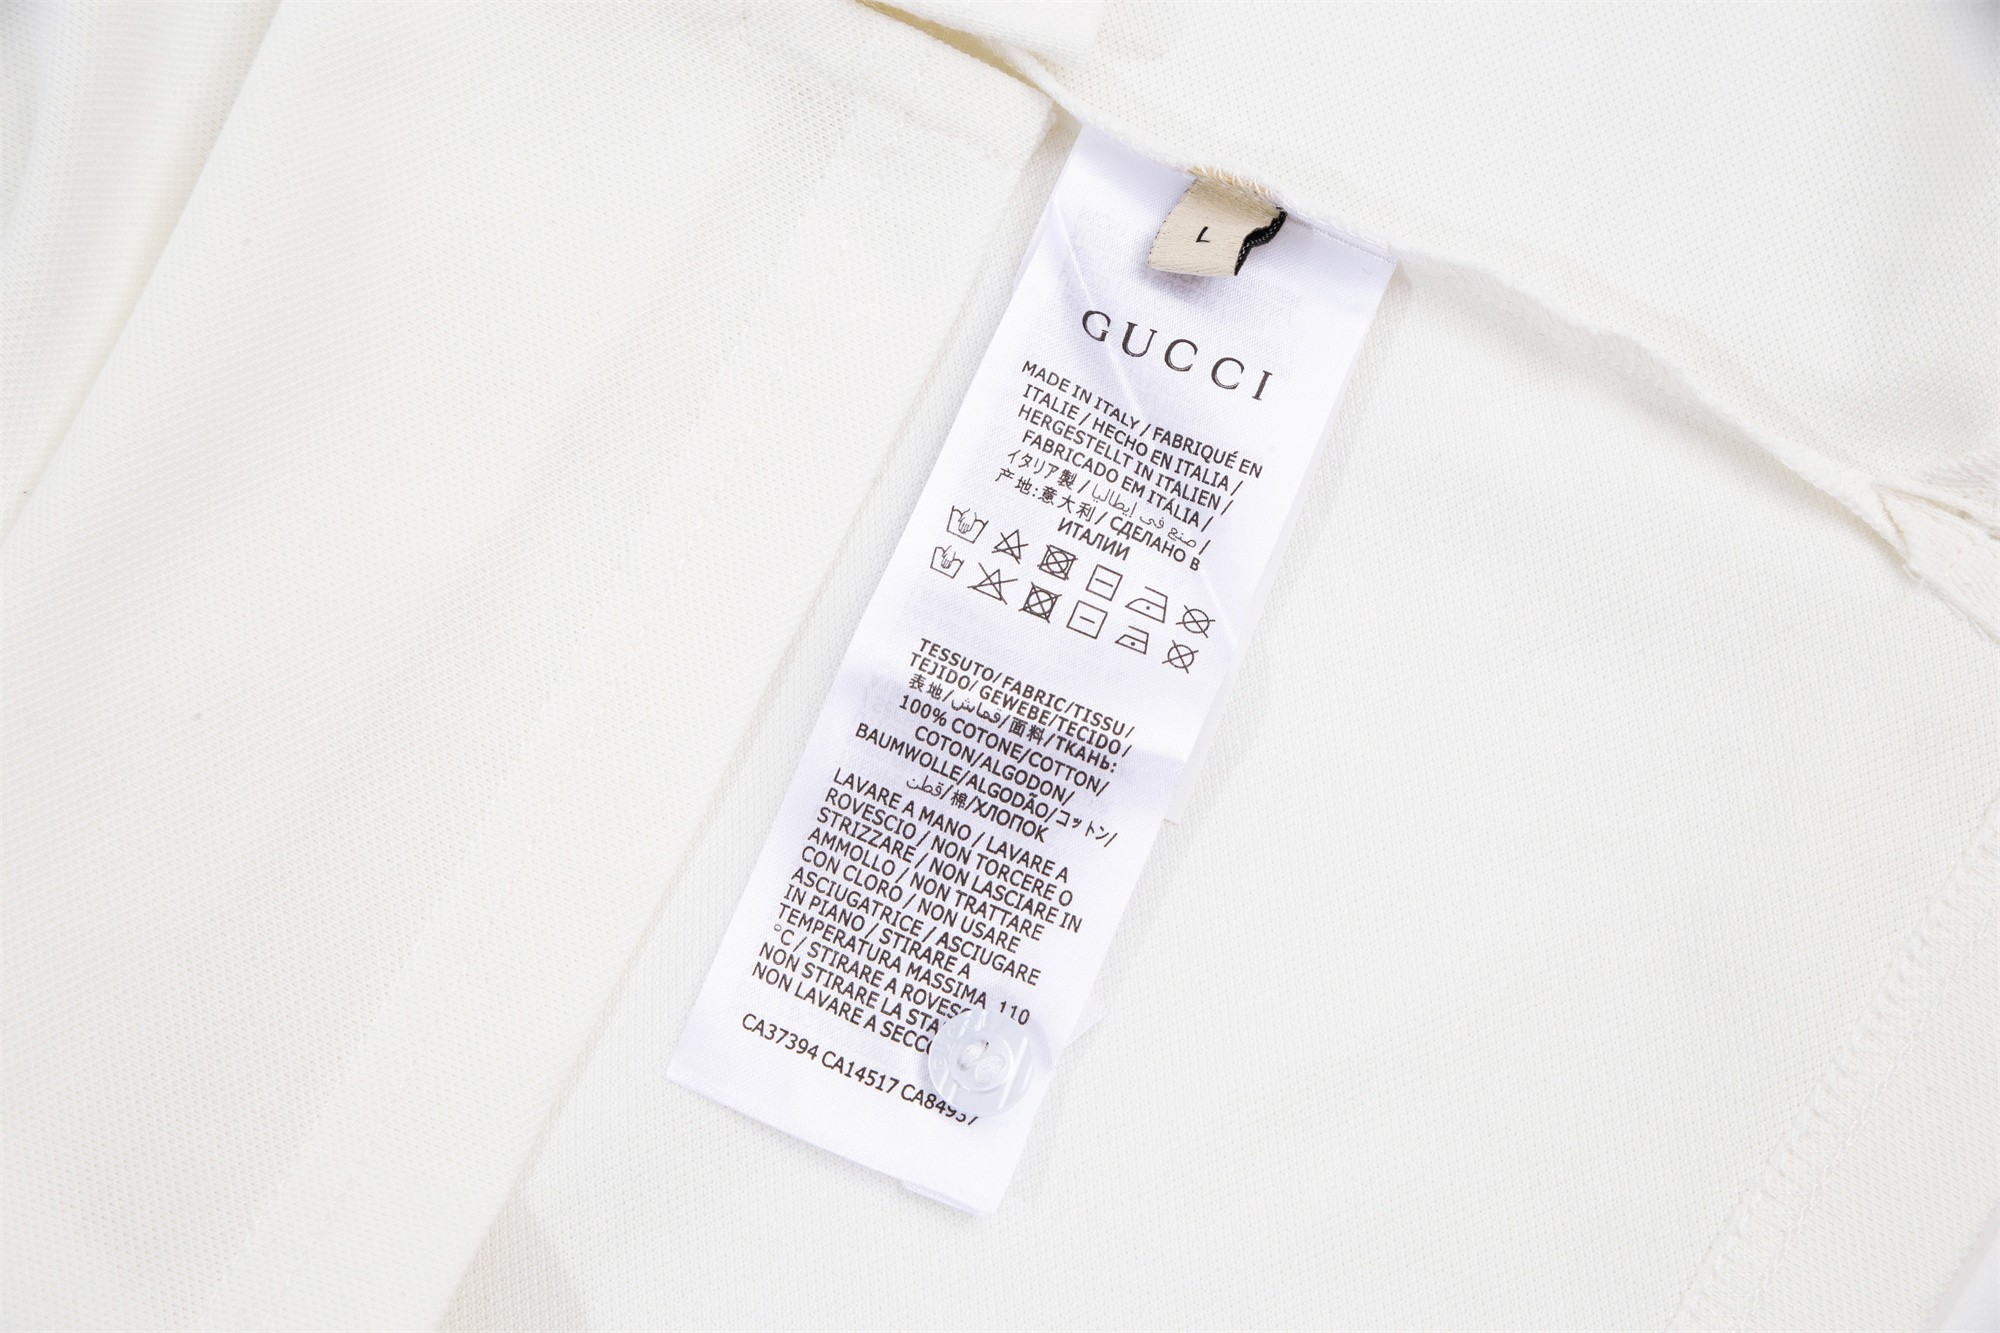 L
GUCCI
MADE IN ITALY / FABRIQUÉ EN
ITALIE / HECHO EN ITALIA /
HERGESTELLT IN ITALIEN /
FABRICADO EM ITÁLIA /
イタリア製 / صنع في إيطاليا /
产地:意大利 / СДЕЛАНО В
ИТАЛИИ
TESSUTO/FABRIC/TISSU/
TEJIDO/GEWEBE/TECIDO/
表地/قماش/面料/ТКАНЬ:
100% COTONE/COTTON/
COTON/ALGODON/
BAUMWOLLE/ALGODÃO/コットン/
قطن/棉/ХЛОПОК
LAVARE A MANO / LAVARE A
ROVESCIO / NON TORCERE O
STRIZZARE / NON LASCIARE IN
AMMOLLO / NON TRATTARE
CON CLORO / NON USARE
ASCIUGATRICE / ASCIUGARE
IN PIANO / STIRARE A
TEMPERATURA MASSIMA 110
°C / STIRARE A ROVESC
NON STIRARE LA STA
NON LAVARE A SECCO
CA37394 CA14517 CA84937